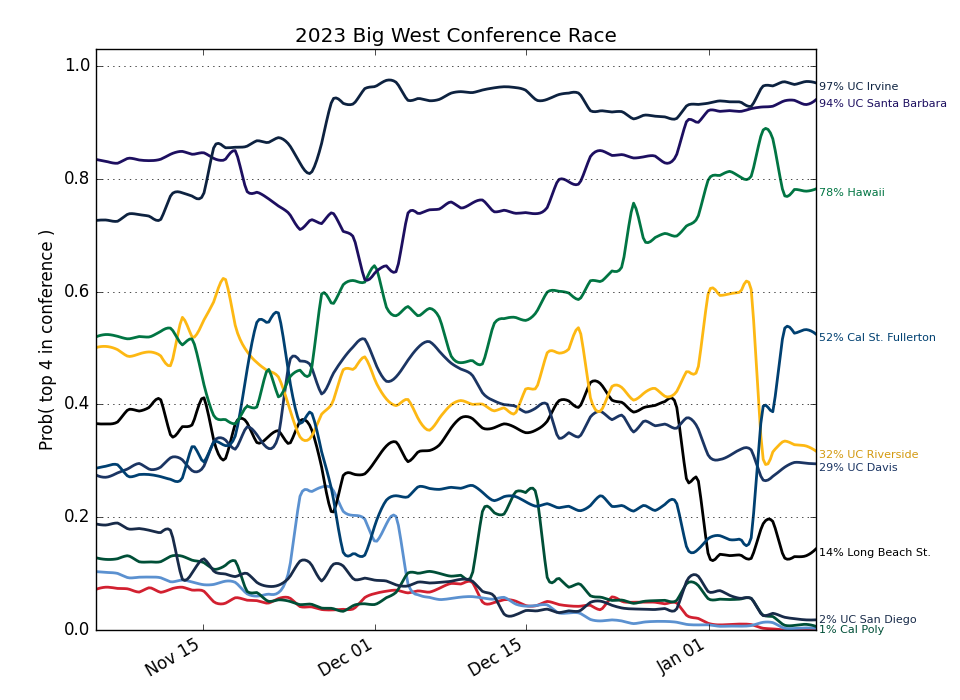 2023 Big West Conference Race
Prob( top 4 in conference )
1.0
0.8
0.6
0.4
0.2
0.0
Nov 15
Dec 01
Dec 15
Jan 01
97% UC Irvine
94% UC Santa Barbara
78% Hawaii
52% Cal St. Fullerton
32% UC Riverside
29% UC Davis
14% Long Beach St.
2% UC San Diego
1% Cal Poly